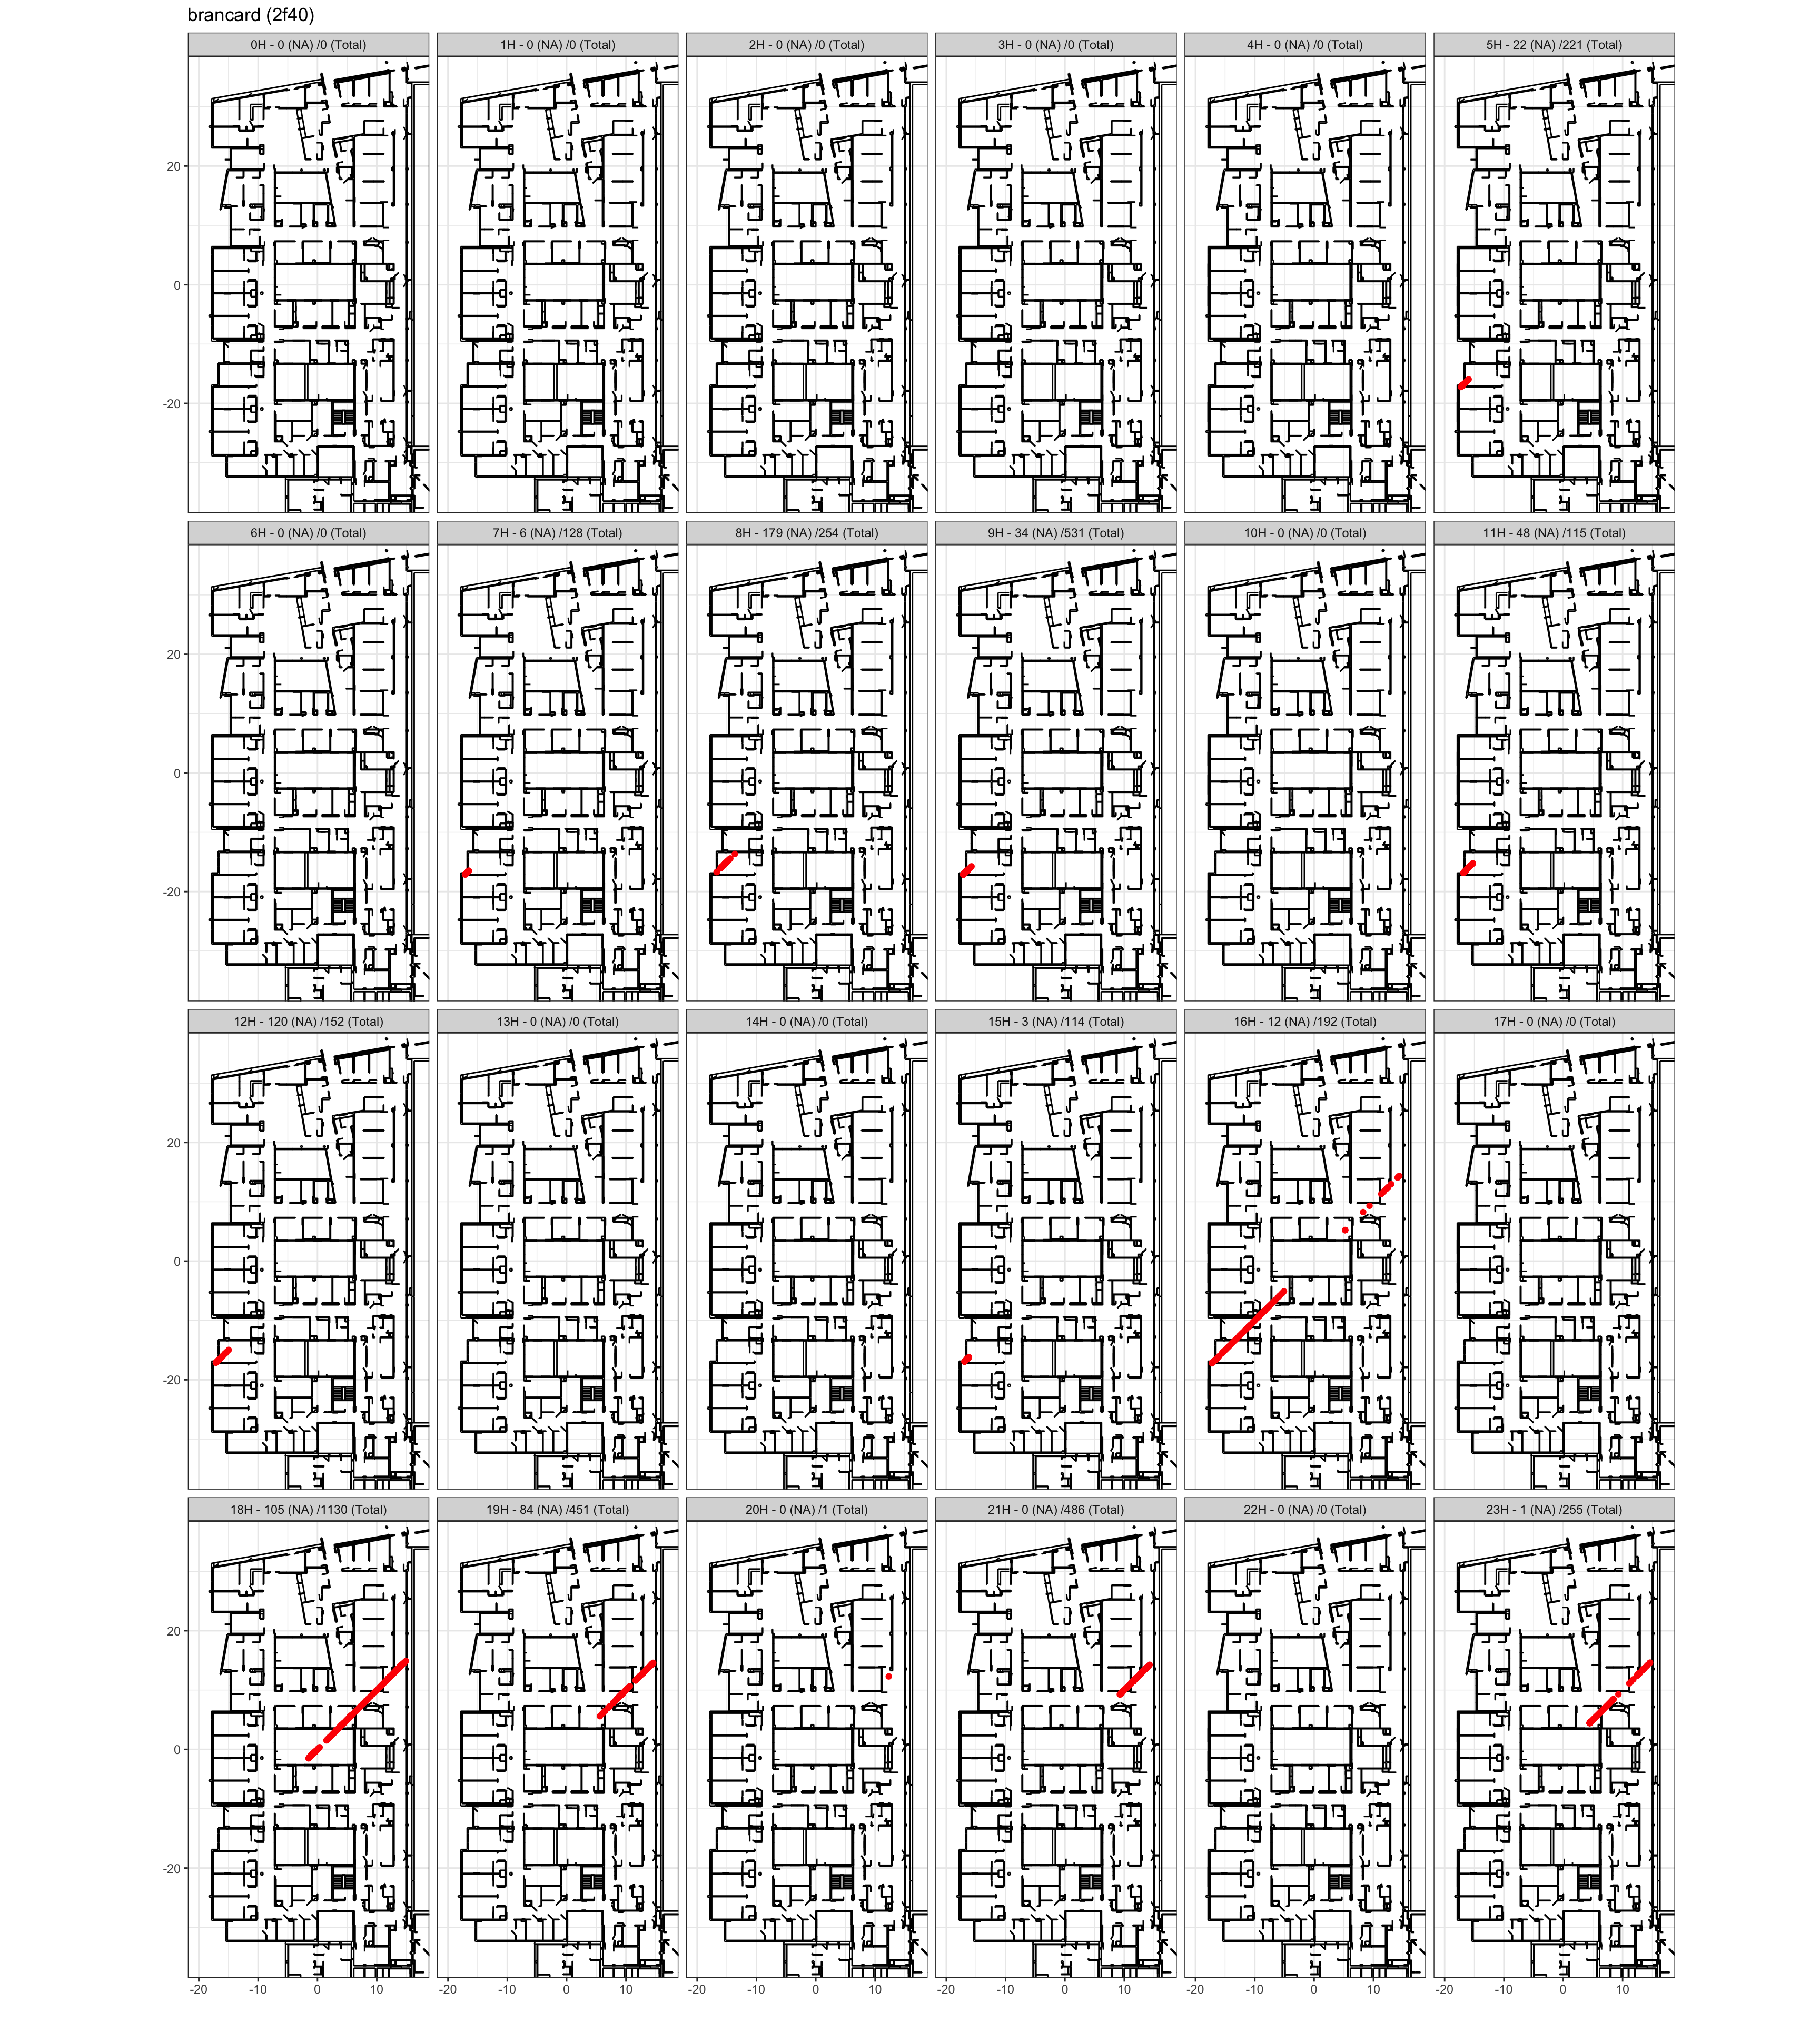 brancard (2f40)
0H - 0 (NA) /0 (Total) 1H - 0 (NA) /0 (Total) 2H - 0 (NA) /0 (Total) 3H - 0 (NA) /0 (Total) 4H - 0 (NA) /0 (Total) 5H - 22 (NA) /221 (Total)
20
0
-20
6H - 0 (NA) /0 (Total) 7H - 6 (NA) /128 (Total) 8H - 179 (NA) /254 (Total) 9H - 34 (NA) /531 (Total) 10H - 0 (NA) /0 (Total) 11H - 48 (NA) /115 (Total)
20
0
-20
12H - 120 (NA) /152 (Total) 13H - 0 (NA) /0 (Total) 14H - 0 (NA) /0 (Total) 15H - 3 (NA) /114 (Total) 16H - 12 (NA) /192 (Total) 17H - 0 (NA) /0 (Total)
20
0
-20
18H - 105 (NA) /1130 (Total) 19H - 84 (NA) /451 (Total) 20H - 0 (NA) /1 (Total) 21H - 0 (NA) /486 (Total) 22H - 0 (NA) /0 (Total) 23H - 1 (NA) /255 (Total)
20
0
-20
-20 -10 0 10 -20 -10 0 10 -20 -10 0 10 -20 -10 0 10 -20 -10 0 10 -20 -10 0 10